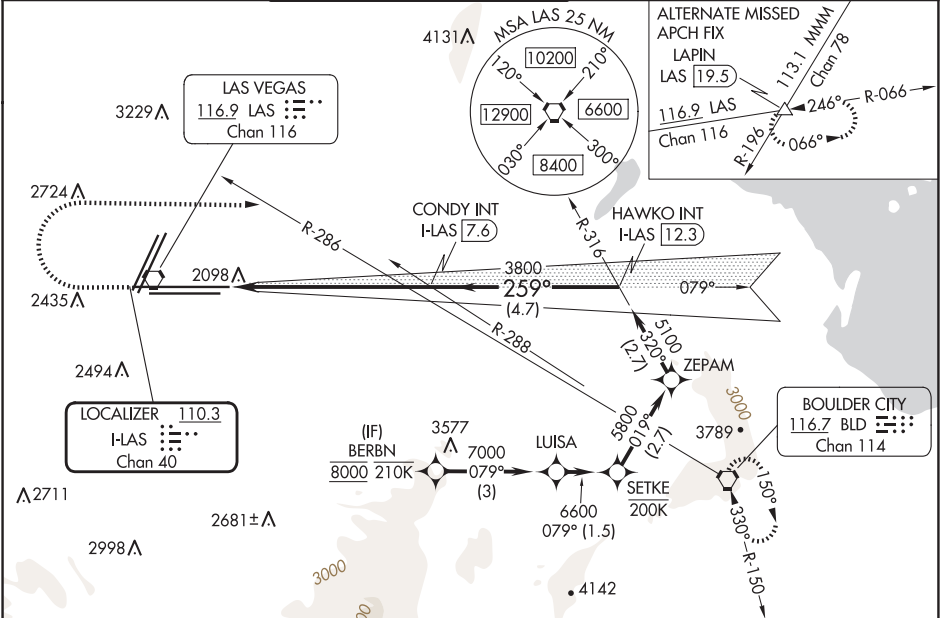 4131
MSA LAS 25 NM
10200
120°
210°
12900
6600
030°
300°
8400
ALTERNATE MISSED
APCH FIX
LAPIN
LAS 19.5
113.1 MMM
Chan 78
116.9 LAS
Chan 116
246°
R-066
066°
R-196
LAS VEGAS
116.9 LAS
Chan 116
3229
2724
R-286
CONDY INT
I-LAS 7.6
R-316
HAWKO INT
I-LAS 12.3
2098
3800
259°
(4.7)
079°
2435
R-288
5100
320°
(2.7)
ZEPAM
2494
LOCALIZER 110.3
I-LAS
Chan 40
3000
3789
BOULDER CITY
116.7 BLD
Chan 114
(IF)
BERBN
8000 210K
3577
7000
079°
(3)
LUISA
5800
019°
(2.7)
SETKE
200K
6600
079° (1.5)
150°
330°
R-150
2711
2681±
2998
3000
4142
00